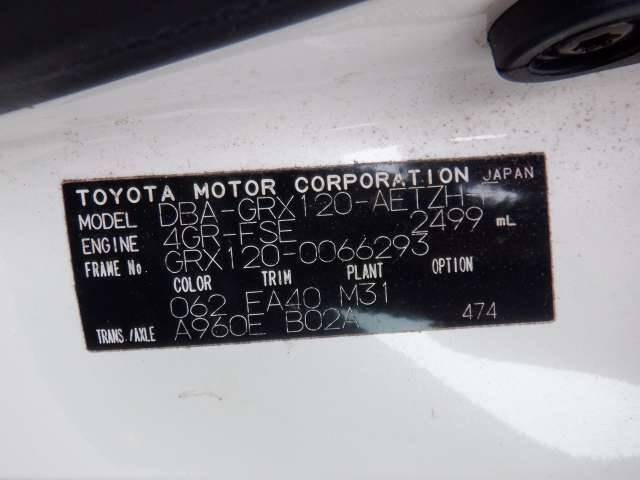 TOYOTA MOTOR CORPORATION JAPAN
MODEL DBA-GRX120-AETZH
ENGINE 4GR-FSE 2499 mL
FRAME No. GRX120-0066293
COLOR TRIM PLANT OPTION
062 FA40 M31
TRANS./AXLE A960E B02A 474